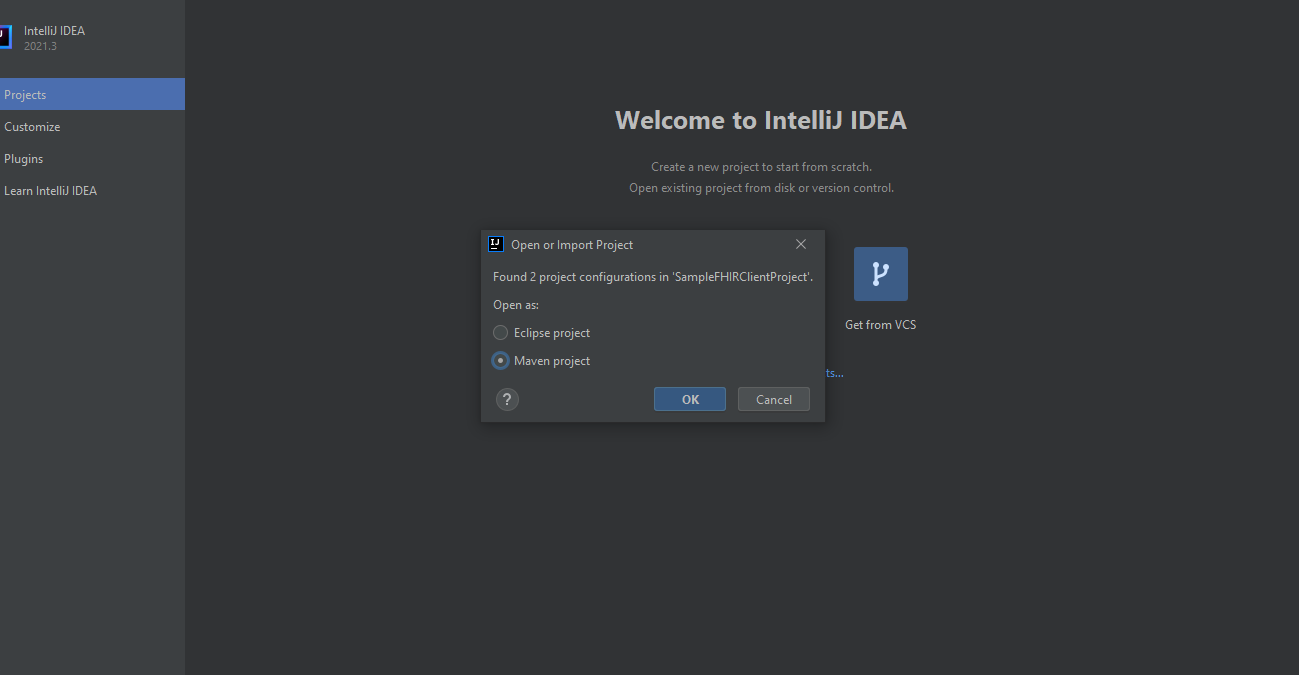 IntelliJ IDEA
2021.3
Projects
Customize
Plugins
Learn IntelliJ IDEA
Welcome to IntelliJ IDEA
Create a new project to start from scratch.
Open existing project from disk or version control.
IJ
Open or Import Project
Found 2 project configurations in 'SampleFHIRClientProject'.
Open as:
Eclipse project
Maven project
?
OK
Cancel
Get from VCS
ts...